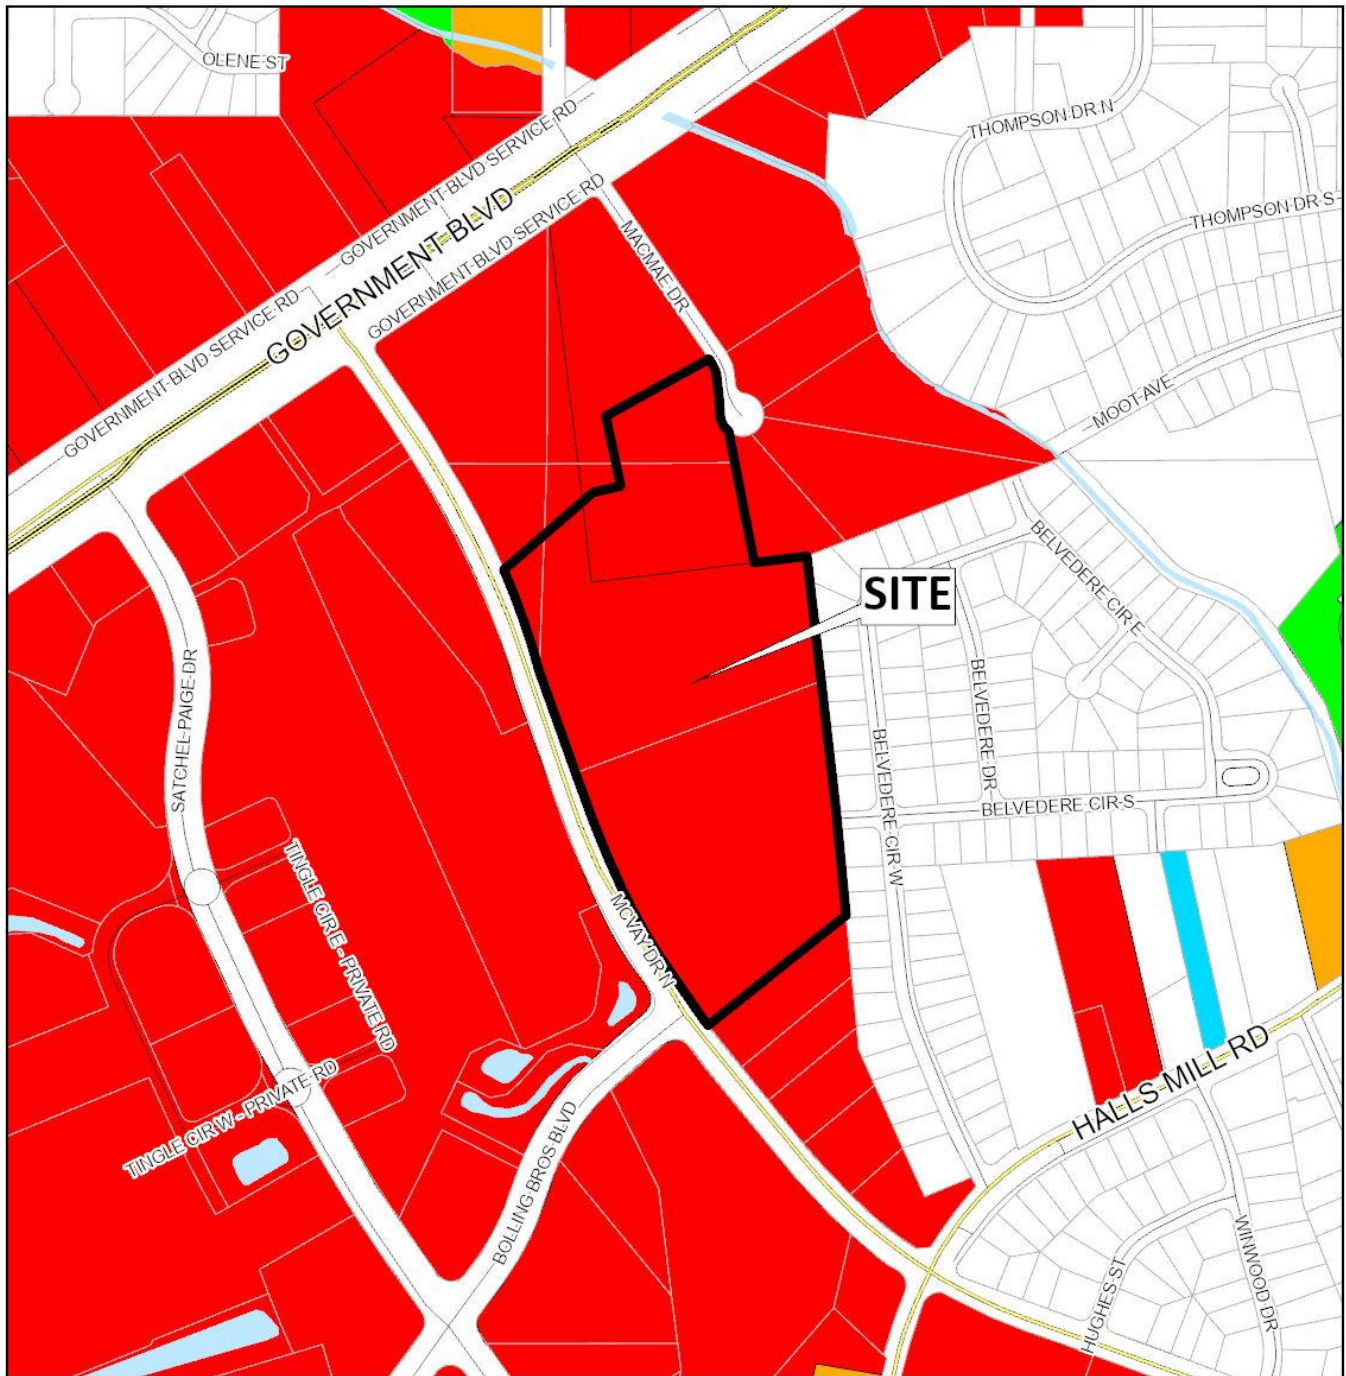 OLENE ST
GOVERNMENT BLVD SERVICE RD
THOMPSON DR N
GOVERNMENT BLVD SERVICE RD
THOMPSON DR S
GOVERNMENT BLVD
MACMAE DR
GOVERNMENT BLVD SERVICE RD
MOOT AVE
BELVEDERE CIR E
SITE
SATCHEL PAIGE DR
BELVEDERE DR
BELVEDERE CIR W
BELVEDERE CIR S
TINGLE CIR E - PRIVATE RD
MCVAY DR N
TINGLE CIR W - PRIVATE RD
HALLS MILL RD
BOLLING BROS BLVD
HUGHES ST
WINWOOD DR